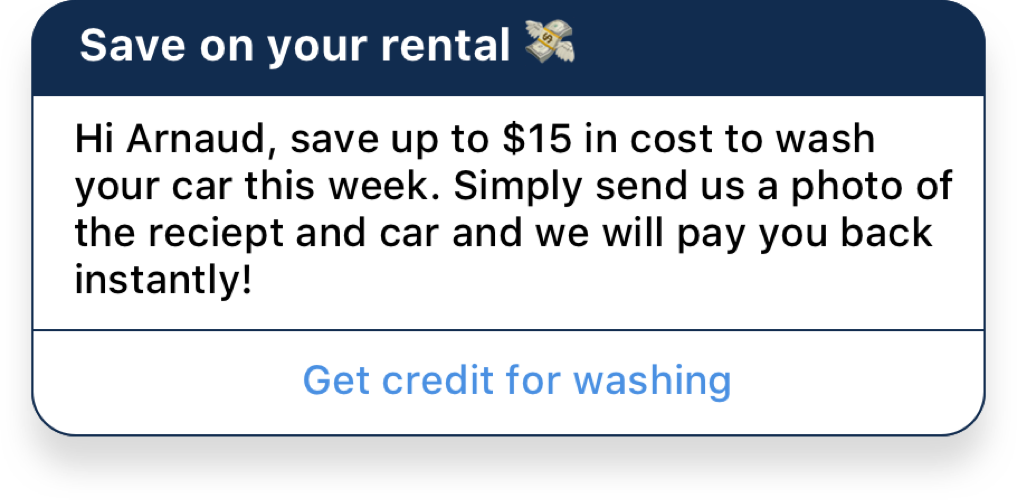 Save on your rental 💸
Hi Arnaud, save up to $15 in cost to wash
your car this week. Simply send us a photo of
the reciept and car and we will pay you back
instantly!
Get credit for washing